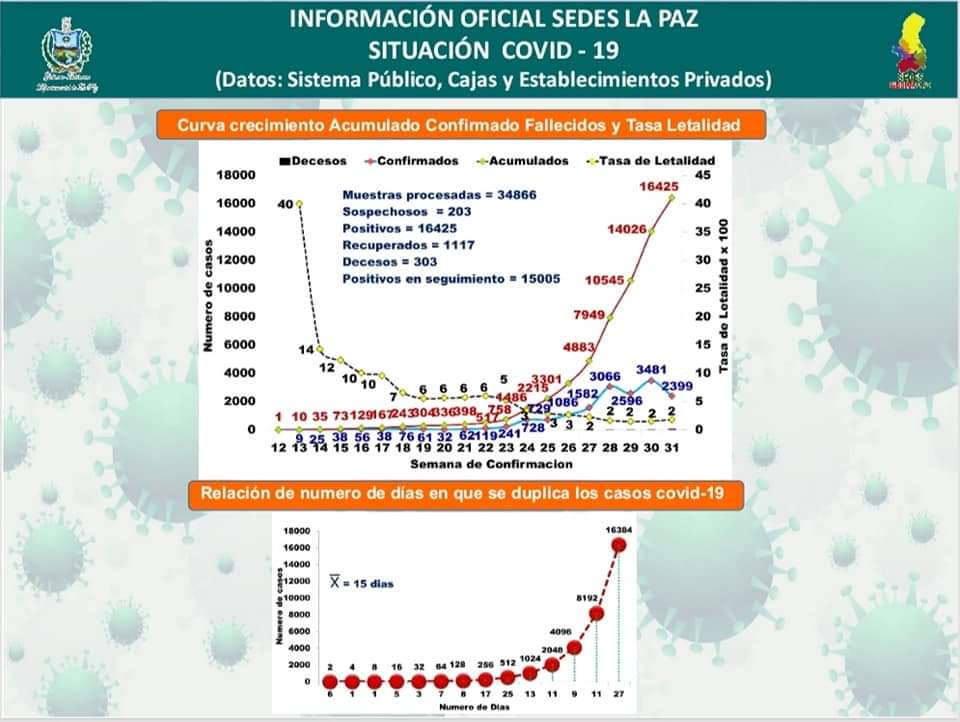 INFORMACIÓN OFICIAL SEDES LA PAZ
SITUACIÓN COVID - 19
(Datos: Sistema Público, Cajas y Establecimientos Privados)
Curva crecimiento Acumulado Confirmado Fallecidos y Tasa Letalidad
Decesos Confirmados Acumulados Tasa de Letalidad
Muestras procesadas = 34866
Sospechosos = 203
Positivos = 16425
Recuperados = 1117
Decesos = 303
Positivos en seguimiento = 15005
Numero de casos
18000
16000
14000
12000
10000
8000
6000
4000
2000
0
Tasa de Letalidad x 100
45
40
35
30
25
20
15
10
5
0
40 14 12 10 10 7 6 6 6 6 5 3 3 3 2 2 2 2 2
1 10 35 73 129 167 243 304 336 398 517 758 1486 2215 3301 4883 7949 10545 14026 16425
9 25 38 56 38 76 61 32 62 119 241 728 729 1086 1582 3066 2596 3481 2399
12 13 14 15 16 17 18 19 20 21 22 23 24 25 26 27 28 29 30 31
Semana de Confirmacion
Relación de numero de días en que se duplica los casos covid-19
Numero de casos
18000
16000
14000
12000
10000
8000
6000
4000
2000
0
X = 15 dias
2 4 8 16 32 64 128 256 512 1024 2048 4096 8192 16384
6 1 1 5 3 7 8 17 25 13 11 9 11 27
Numero de Dias